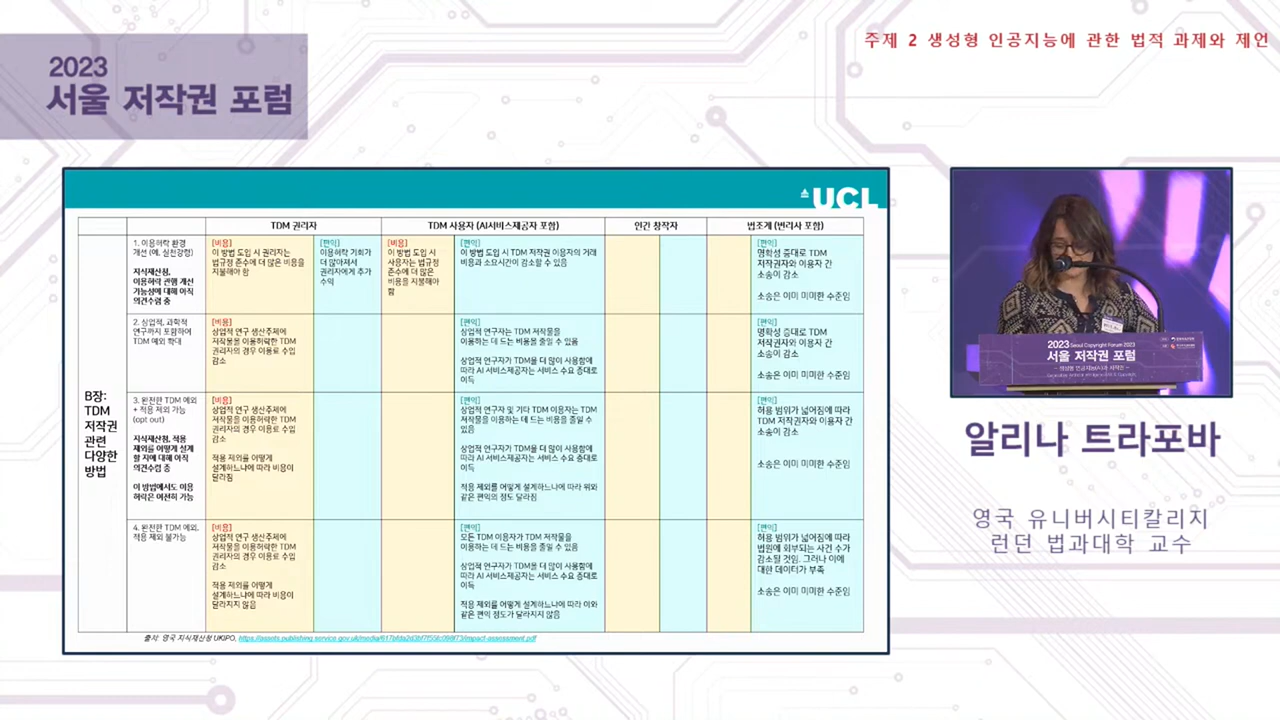 주제 2 생성형 인공지능에 관한 법적 과제와 제언
2023
서울 저작권 포럼
UCL
TDM 권리자
TDM 사용자 (AI서비스제공자 포함)
인간 창작자
법조계 (변리사 포함)
B장:
TDM
저작권
관련
다양한
방법
1. 이용허락 환경
개선 (예, 실천강령)
지식재산청,
이용허락 관행 개선
가능성에 대해 아직
의견수렴 중
[비용]
이 방법 도입 시 권리자는
법규정 준수에 더 많은 비용을
지불해야 함
[편익]
이용허락 기회가
더 많아져서
권리자에게 추가
수익
[비용]
이 방법 도입 시
사용자는 법규정
준수에 더 많은
비용을 지불해야
함
[편익]
이 방법 도입 시 TDM 저작권 이용자의 거래
비용과 소요시간이 감소할 수 있음
[편익]
명확성 증대로 TDM
저작권자와 이용자 간
소송이 감소
소송은 이미 미미한 수준임
2. 상업적, 과학적
연구까지 포함하여
TDM 예외 확대
[비용]
상업적 연구 생산주체에
저작물을 이용허락한 TDM
권리자의 경우 이용료 수입
감소
[편익]
상업적 연구자는 TDM 저작물을
이용하는 데 드는 비용을 줄일 수 있음
상업적 연구자가 TDM을 더 많이 사용함에
따라 AI 서비스제공자는 서비스 수요 증대로
이득
[편익]
명확성 증대로 TDM
저작권자와 이용자 간
소송이 감소
소송은 이미 미미한 수준임
3. 완전한 TDM 예외
+ 적용 제외 가능
(opt out)
지식재산청, 적용
제외를 어떻게 설계
할 지에 대해 아직
의견수렴 중
이 방법에서도 이용
허락은 여전히 가능
[비용]
상업적 연구 생산주체에
저작물을 이용허락한 TDM
권리자의 경우 이용료 수입
감소
적용 제외를 어떻게
설계하느냐에 따라 비용이
달라짐
[편익]
상업적 연구자 및 기타 TDM 이용자는 TDM
저작물을 이용하는 데 드는 비용을 줄일 수
있음
상업적 연구자가 TDM을 더 많이 사용함에
따라 AI 서비스제공자는 서비스 수요 증대로
이득
적용 제외를 어떻게 설계하느냐에 따라 위와
같은 편익의 정도 달라짐
[편익]
허용 범위가 넓어짐에 따라
TDM 저작권자와 이용자 간
소송이 감소
소송은 이미 미미한 수준임
4. 완전한 TDM 예외,
적용 제외 불가능
[비용]
상업적 연구 생산주체에
저작물을 이용허락한 TDM
권리자의 경우 이용료 수입
감소
적용 제외를 어떻게
설계하느냐에 따라 비용이
달라지지 않음
[편익]
모든 TDM 이용자가 TDM 저작물을
이용하는 데 드는 비용을 줄일 수 있음
상업적 연구자가 TDM을 더 많이 사용함에
따라 AI 서비스제공자는 서비스 수요 증대로
이득
적용 제외를 어떻게 설계하느냐에 따라 이와
같은 편익 정도가 달라지지 않음
[편익]
허용 범위가 넓어짐에 따라
법원에 회부되는 사건 수가
감소될 것임. 그러나 이에
대한 데이터가 부족
소송은 이미 미미한 수준임
출처: 영국 지식재산청 UKIPO,
2023 Seoul Copyright Forum 2023
서울 저작권 포럼
알리나 트라포바
영국 유니버시티칼리지
런던 법과대학 교수